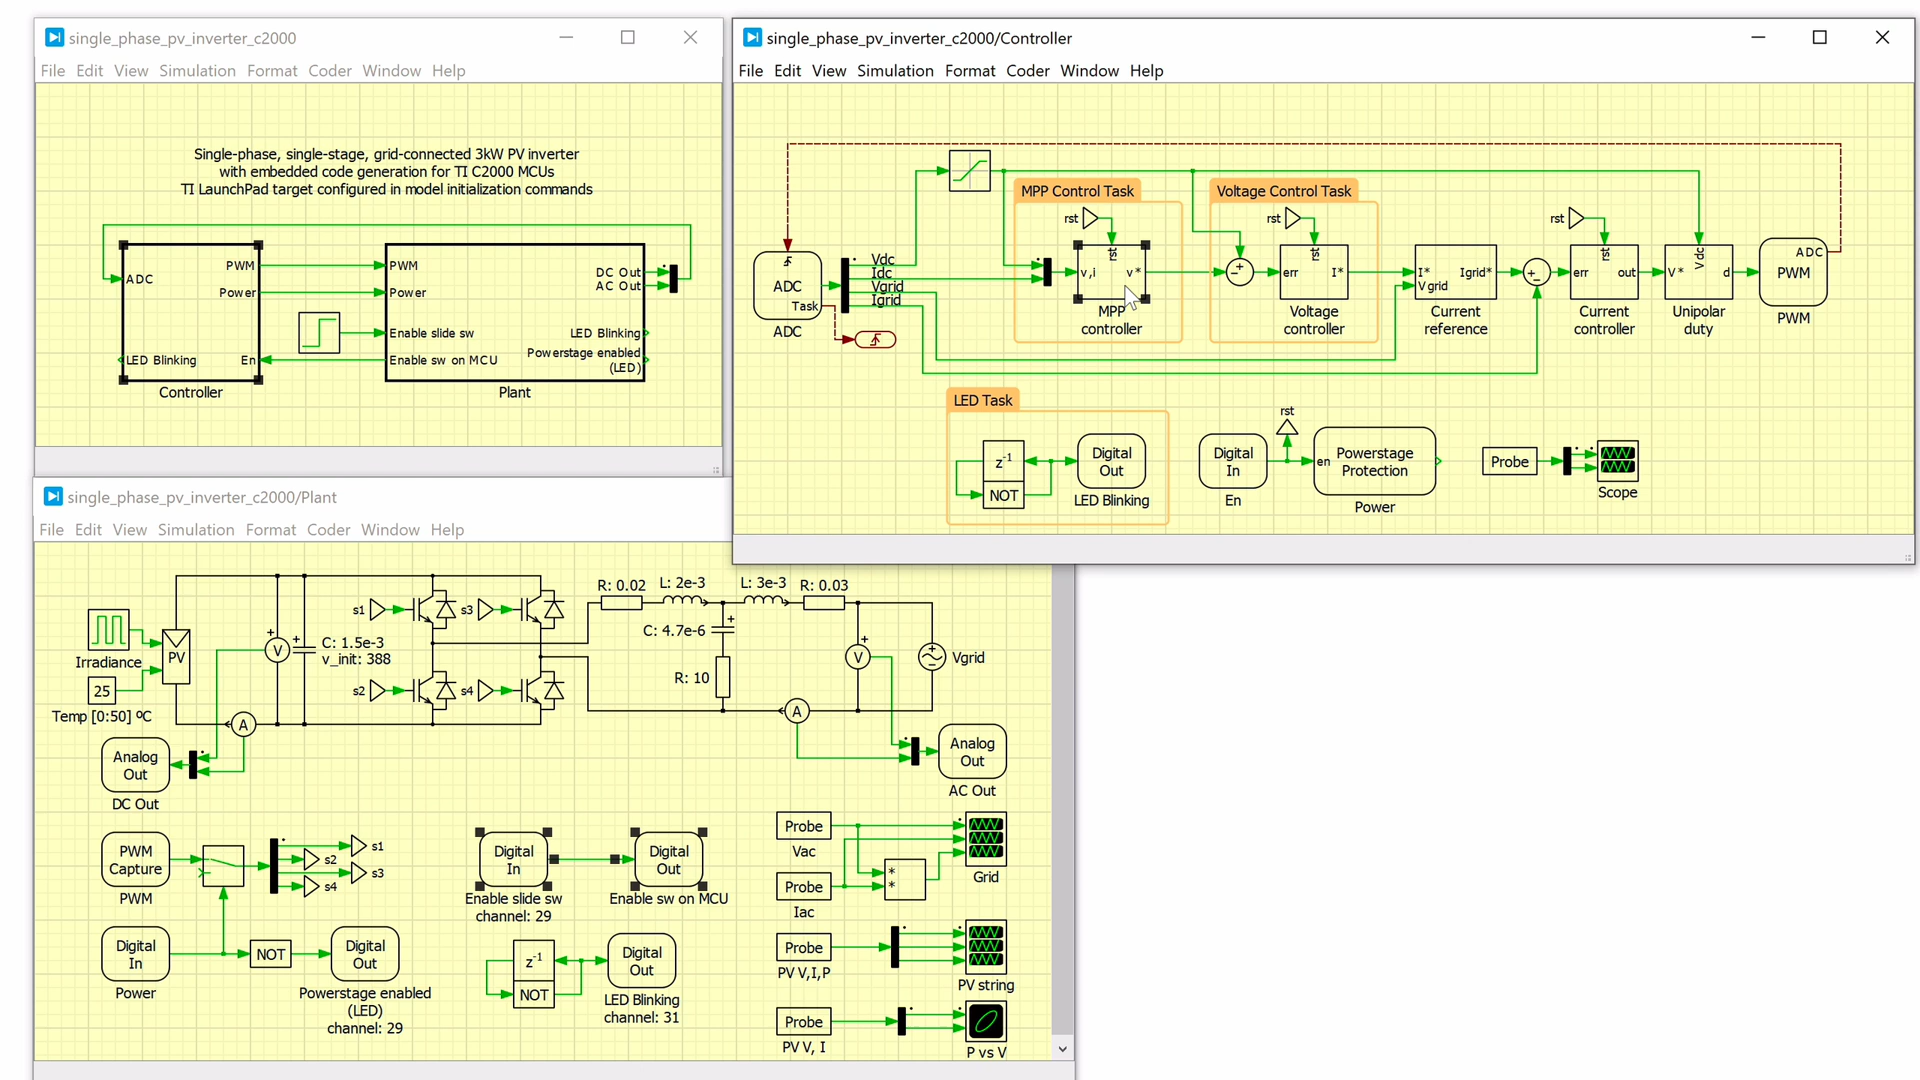 single_phase_pv_inverter_c2000
File Edit View Simulation Format Coder Window Help
Single-phase, single-stage, grid-connected 3kW PV inverter
with embedded code generation for TI C2000 MCUs
TI LaunchPad target configured in model initialization commands
ADC
PWM
Power
LED Blinking
En
Controller
PWM
Power
Enable slide sw
Enable sw on MCU
DC Out
AC Out
LED Blinking
Powerstage enabled
(LED)
Plant
single_phase_pv_inverter_c2000/Controller
File Edit View Simulation Format Coder Window Help
MPP Control Task
Voltage Control Task
rst
rst
rst
ADC
Task
ADC
Vdc
Idc
Vgrid
Igrid
rst
v,i
v*
MPP
controller
+
−
rst
err
I*
Voltage
controller
I*
Vgrid
Igrid*
Current
reference
+
−
rst
err
out
Current
controller
Vdc
V*
d
Unipolar
duty
ADC
PWM
PWM
LED Task
z-1
NOT
Digital
Out
LED Blinking
Digital
In
En
rst
en
Powerstage
Protection
Power
Probe
Scope
single_phase_pv_inverter_c2000/Plant
File Edit View Simulation Format Coder Window Help
Irradiance
25
Temp [0:50] ºC
PV
+
V
+
C: 1.5e-3
v_init: 388
A
s1
s3
s2
s4
R: 0.02
L: 2e-3
L: 3e-3
R: 0.03
C: 4.7e-6
+
R: 10
A
+
V
+
Vgrid
Analog
Out
DC Out
Analog
Out
AC Out
PWM
Capture
PWM
s1
s2
s3
s4
Digital
In
Power
NOT
Digital
Out
Powerstage enabled
(LED)
channel: 29
Digital
In
Enable slide sw
channel: 29
Digital
Out
Enable sw on MCU
z-1
NOT
Digital
Out
LED Blinking
channel: 31
Probe
Vac
Probe
Iac
*
*
Grid
Probe
PV V,I,P
PV string
Probe
PV V, I
P vs V